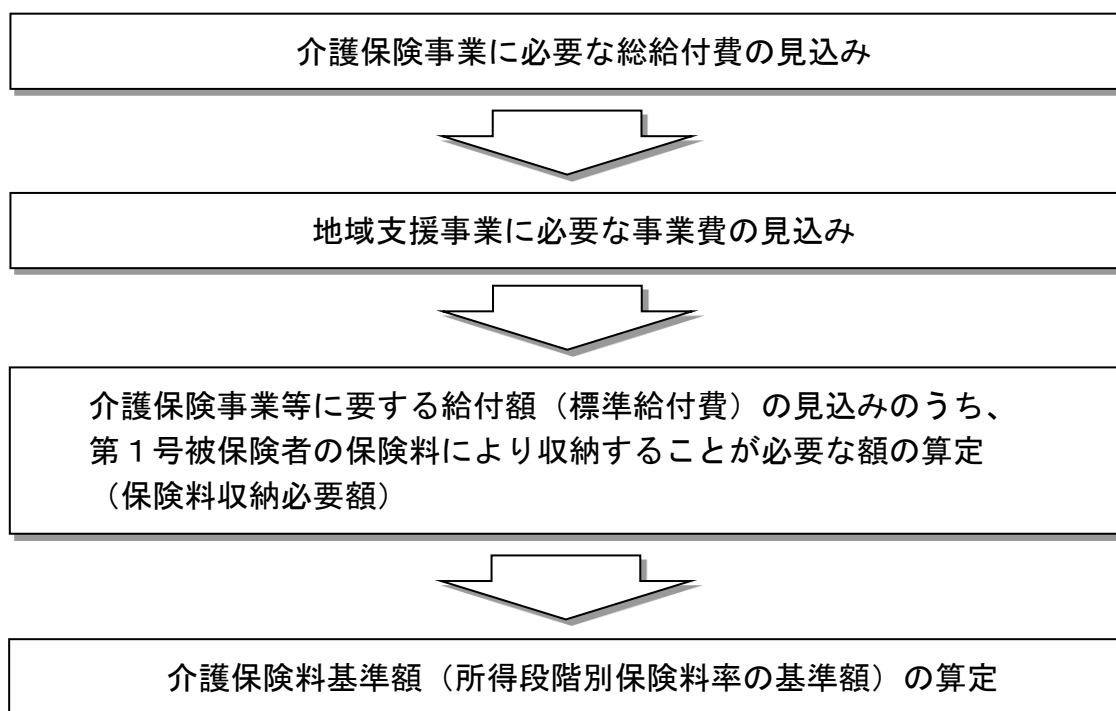 介護保険事業に必要な総給付費の見込み
地域支援事業に必要な事業費の見込み
介護保険事業等に要する給付額（標準給付費）の見込みのうち、
第１号被保険者の保険料により収納することが必要な額の算定
（保険料収納必要額）
介護保険料基準額（所得段階別保険料率の基準額）の算定